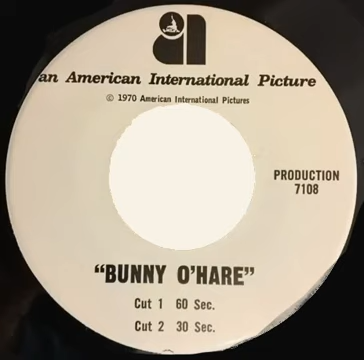 an American International Picture
© 1970 American International Pictures
PRODUCTION
7108
"BUNNY O'HARE"
Cut 1 60 Sec.
Cut 2 30 Sec.